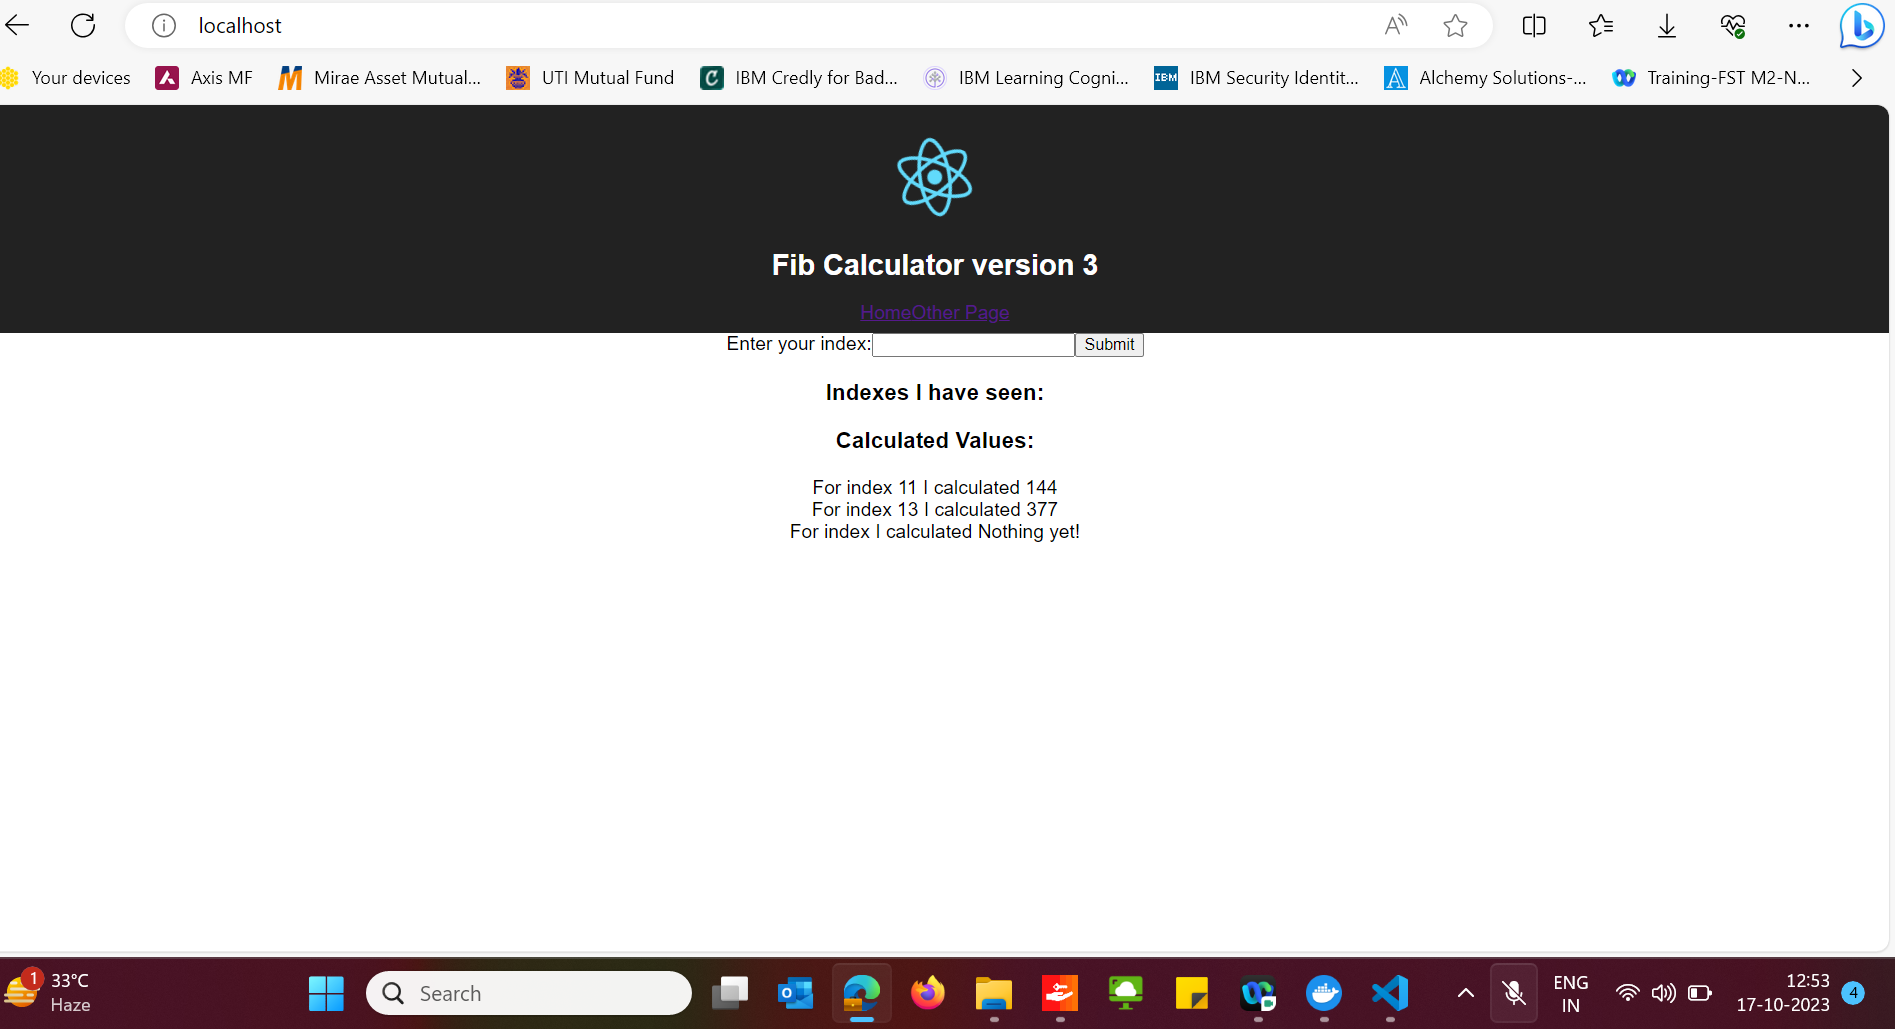 localhost
Your devices Axis MF Mirae Asset Mutual... UTI Mutual Fund IBM Credly for Bad... IBM Learning Cogni... IBM IBM Security Identit... Alchemy Solutions-... Training-FST M2-N...
Fib Calculator version 3
HomeOther Page
Enter your index: Submit
Indexes I have seen:
Calculated Values:
For index 11 I calculated 144
For index 13 I calculated 377
For index I calculated Nothing yet!
1 33°C
Haze
Search
ENG
IN
12:53
17-10-2023
4